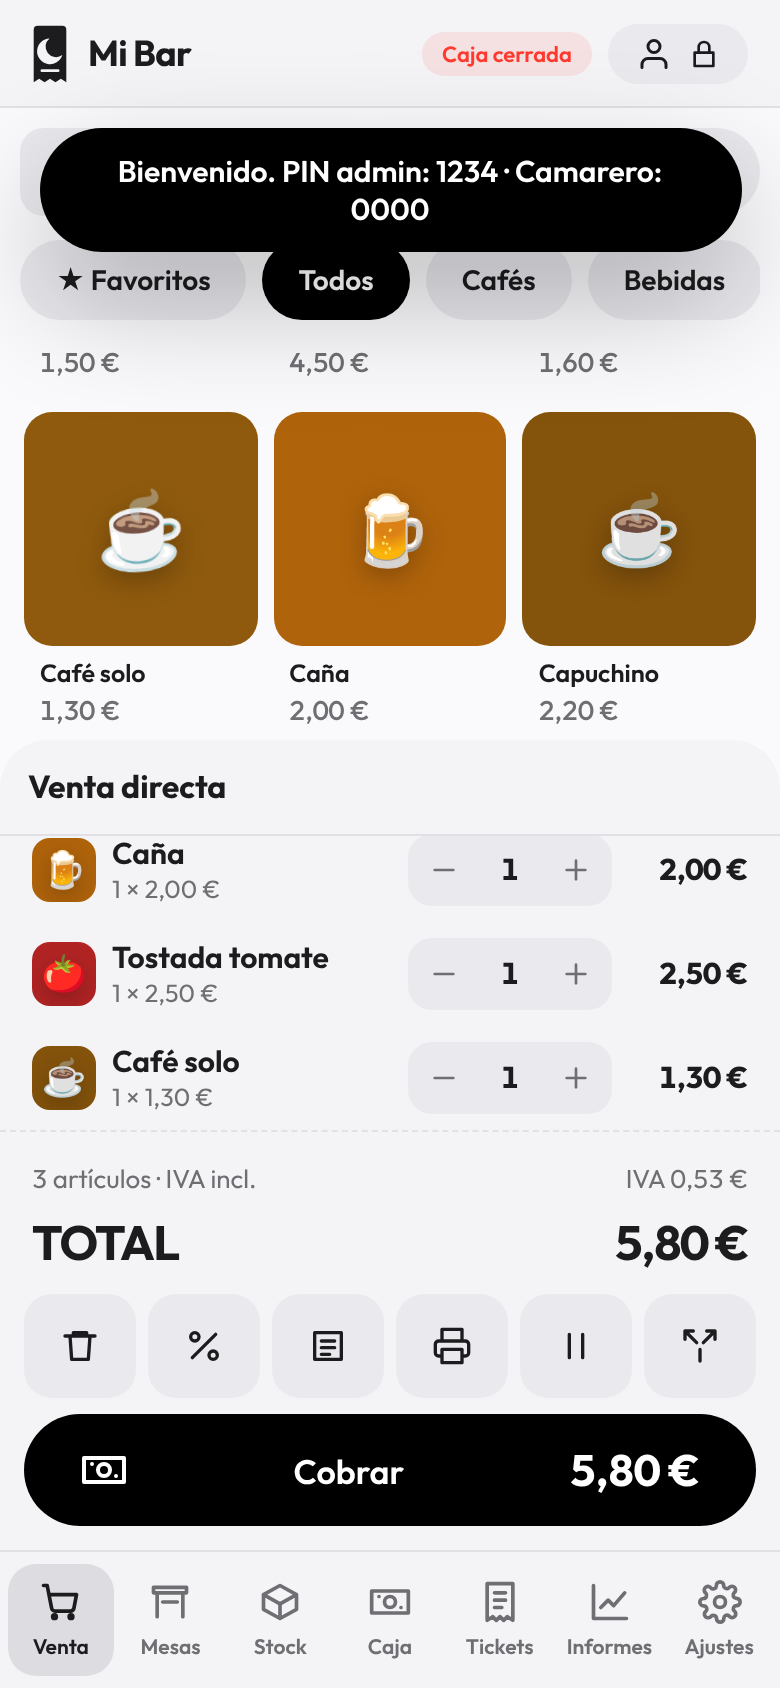 Mi Bar
Caja cerrada
Bienvenido. PIN admin: 1234 · Camarero:
0000
★ Favoritos
Todos
Cafés
Bebidas
1,50 €
4,50 €
1,60 €
Café solo
Caña
Capuchino
1,30 €
2,00 €
2,20 €
Venta directa
Caña
1 × 2,00 €
1
2,00 €
Tostada tomate
1 × 2,50 €
1
2,50 €
Café solo
1 × 1,30 €
1
1,30 €
3 artículos · IVA incl.
IVA 0,53 €
TOTAL
5,80 €
Cobrar
5,80 €
Venta
Mesas
Stock
Caja
Tickets
Informes
Ajustes